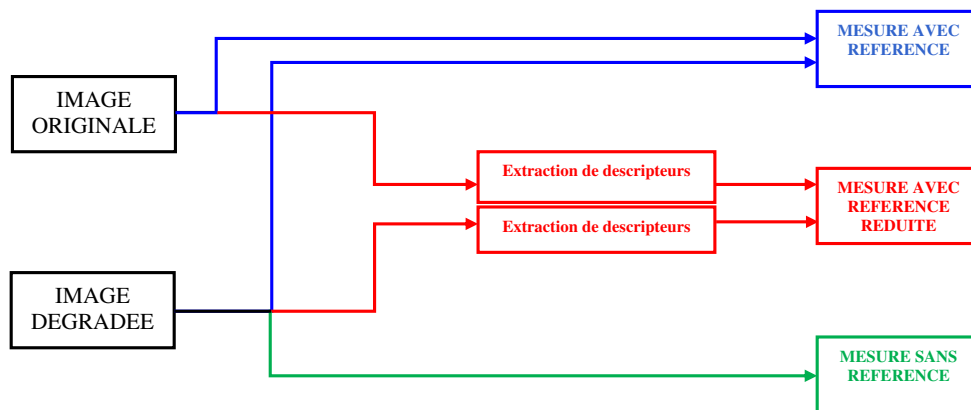 MESURE AVEC
REFERENCE
IMAGE
ORIGINALE
Extraction de descripteurs
MESURE AVEC
REFERENCE
REDUITE
Extraction de descripteurs
IMAGE
DEGRADEE
MESURE SANS
REFERENCE